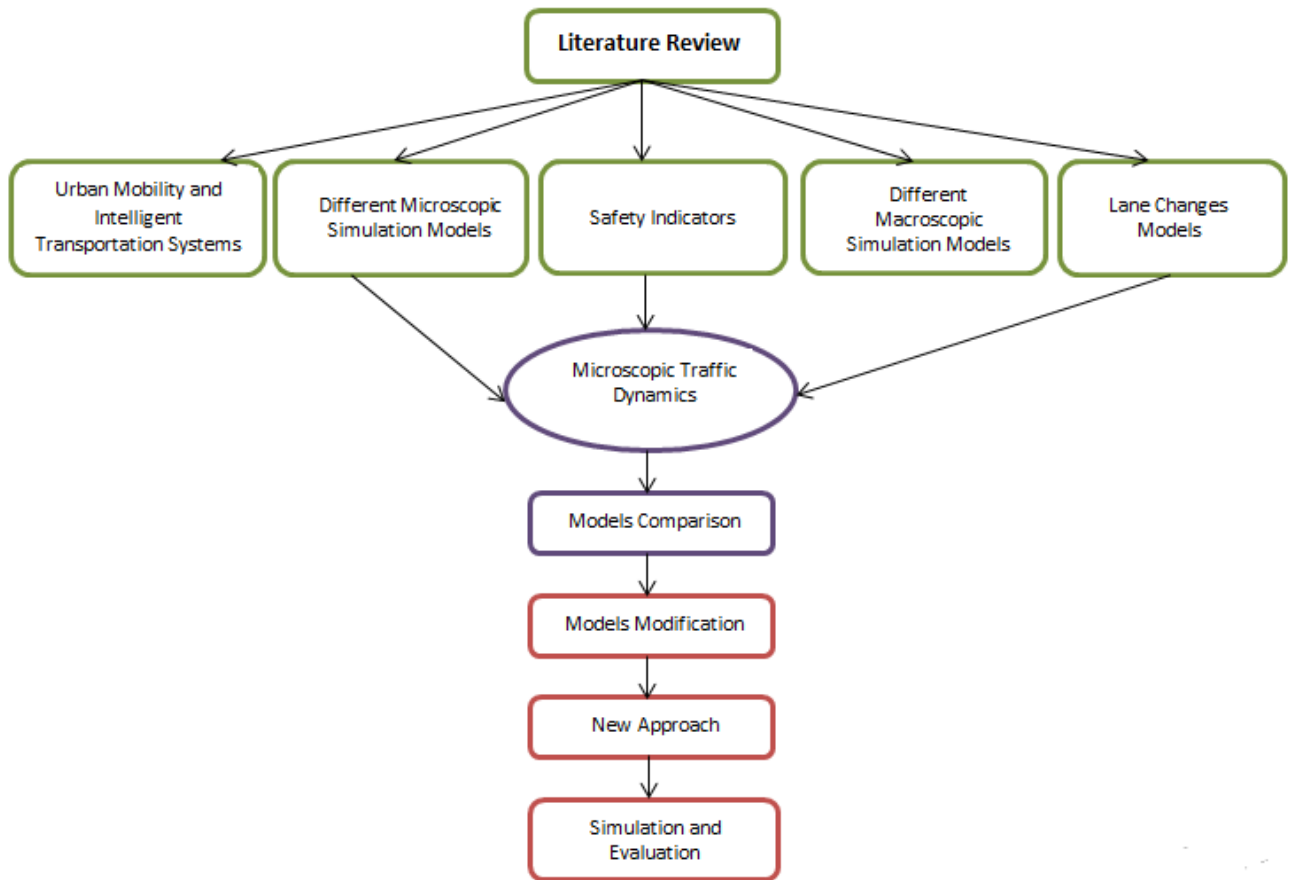 Literature Review
Urban Mobility and
Intelligent
Transportation Systems
Different Microscopic
Simulation Models
Safety Indicators
Different
Macroscopic
Simulation Models
Lane Changes
Models
Microscopic Traffic
Dynamics
Models Comparison
Models Modification
New Approach
Simulation and
Evaluation